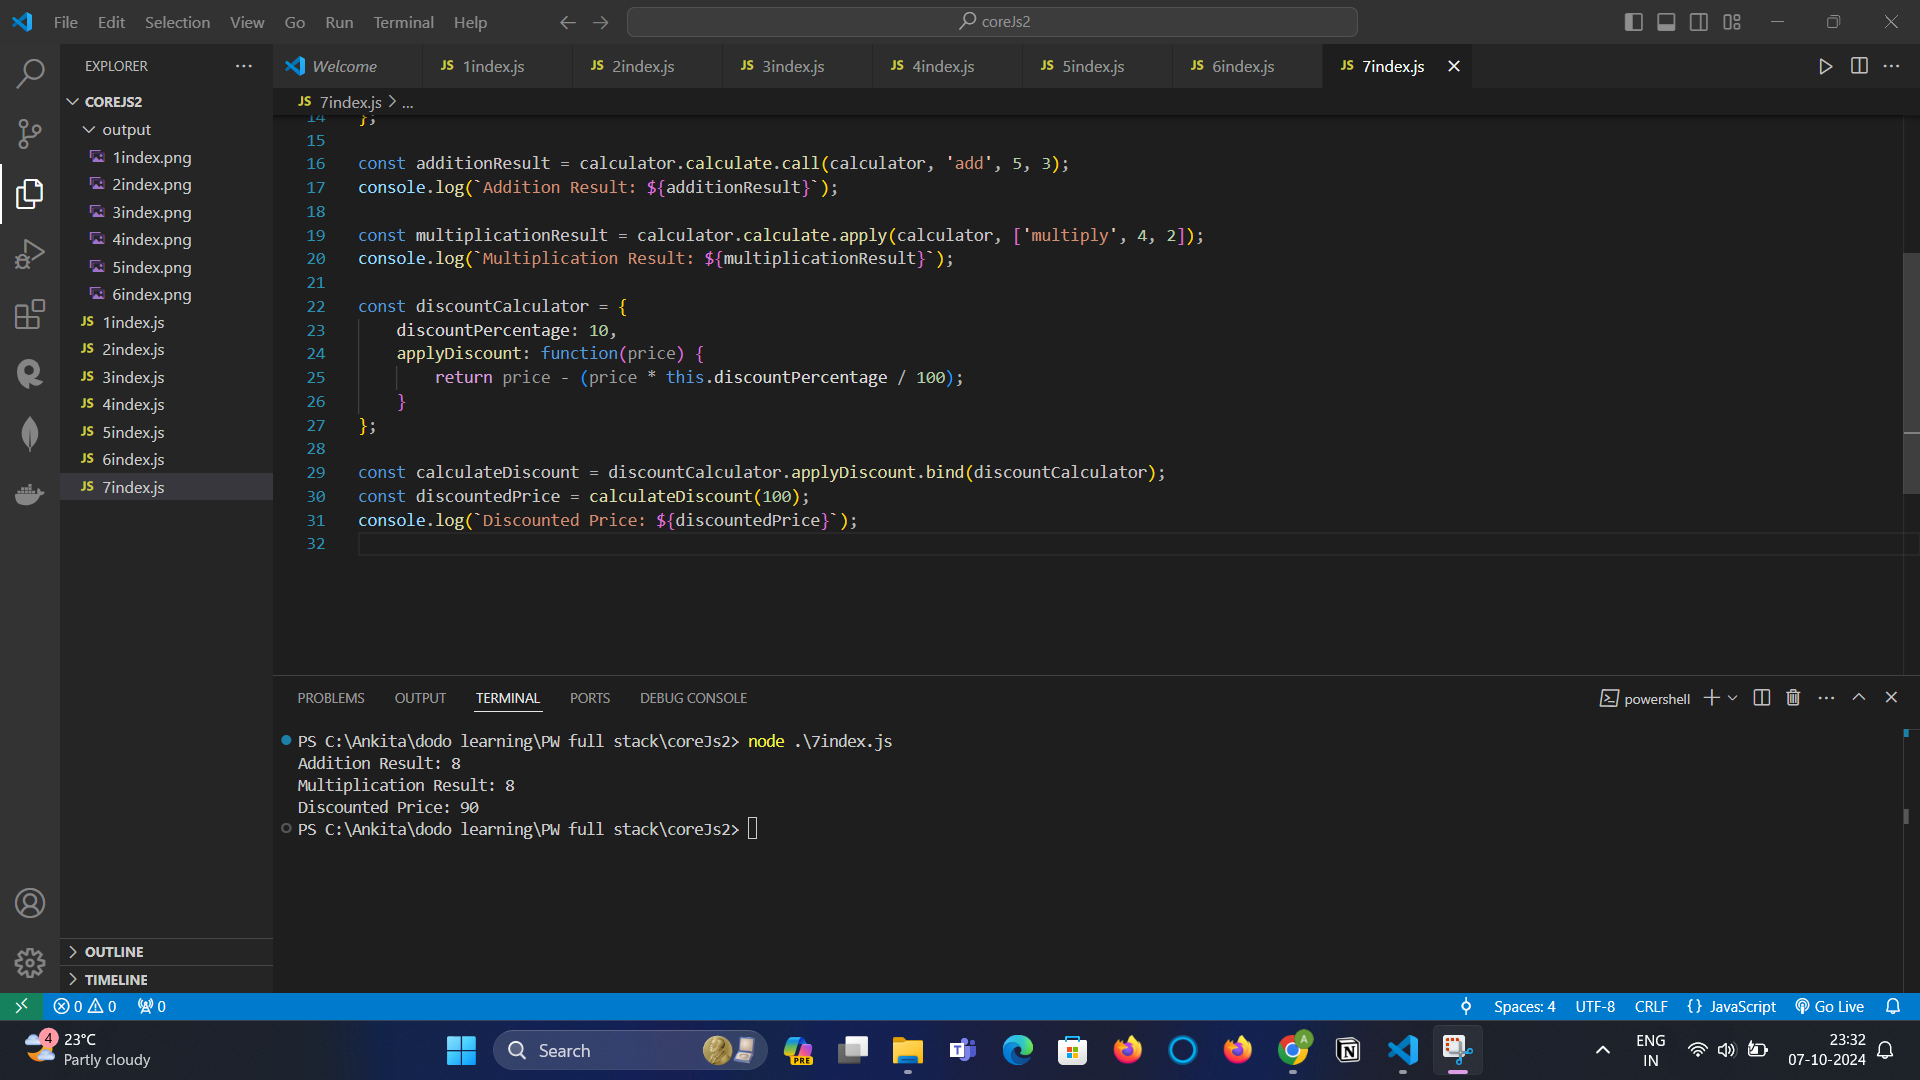 File Edit Selection View Go Run Terminal Help
coreJs2
EXPLORER
COREJS2
output
1index.png
2index.png
3index.png
4index.png
5index.png
6index.png
JS 1index.js
JS 2index.js
JS 3index.js
JS 4index.js
JS 5index.js
JS 6index.js
JS 7index.js
OUTLINE
TIMELINE
Welcome JS 1index.js JS 2index.js JS 3index.js JS 4index.js JS 5index.js JS 6index.js JS 7index.js
JS 7index.js > ...
14 };
15
16 const additionResult = calculator.calculate.call(calculator, 'add', 5, 3);
17 console.log(`Addition Result: ${additionResult}`);
18
19 const multiplicationResult = calculator.calculate.apply(calculator, ['multiply', 4, 2]);
20 console.log(`Multiplication Result: ${multiplicationResult}`);
21
22 const discountCalculator = {
23 discountPercentage: 10,
24 applyDiscount: function(price) {
25 return price - (price * this.discountPercentage / 100);
26 }
27 };
28
29 const calculateDiscount = discountCalculator.applyDiscount.bind(discountCalculator);
30 const discountedPrice = calculateDiscount(100);
31 console.log(`Discounted Price: ${discountedPrice}`);
32
PROBLEMS OUTPUT TERMINAL PORTS DEBUG CONSOLE
powershell
PS C:\Ankita\dodo learning\PW full stack\coreJs2> node .\7index.js
Addition Result: 8
Multiplication Result: 8
Discounted Price: 90
PS C:\Ankita\dodo learning\PW full stack\coreJs2>
0 0 0
Spaces: 4 UTF-8 CRLF {} JavaScript Go Live
4
23°C
Partly cloudy
Search
PRE
A
ENG
IN
23:32
07-10-2024